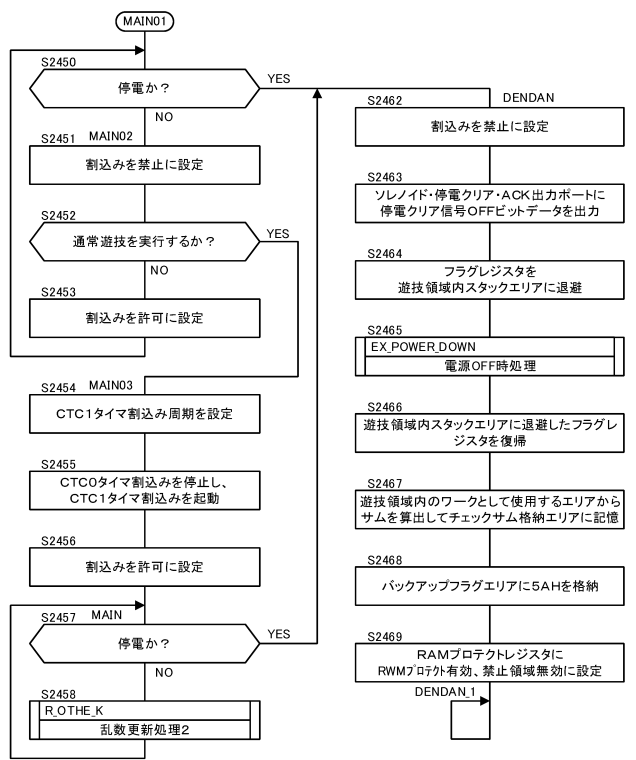 MAIN01
S2450
停電か？
YES
NO
S2451
MAIN02
割込みを禁止に設定
S2452
通常遊技を実行するか？
YES
NO
S2453
割込みを許可に設定
S2454
MAIN03
ＣＴＣ１タイマ割込み周期を設定
S2455
ＣＴＣ０タイマ割込みを停止し、
ＣＴＣ１タイマ割込みを起動
S2456
割込みを許可に設定
S2457
MAIN
停電か？
YES
NO
S2458
R_OTHE_K
乱数更新処理２
S2462
DENDAN
割込みを禁止に設定
S2463
ソレノイド・停電クリア・ＡＣＫ出力ポートに
停電クリア信号ＯＦＦビットデータを出力
S2464
フラグレジスタを
遊技領域内スタックエリアに退避
S2465
EX_POWER_DOWN
電源OFF時処理
S2466
遊技領域内スタックエリアに退避したフラグレ
ジスタを復帰
S2467
遊技領域内のワークとして使用するエリアから
サムを算出してチェックサム格納エリアに記憶
S2468
バックアップフラグエリアに５ＡＨを格納
S2469
ＲＡＭプロテクトレジスタに
RWMﾌﾟﾛﾃｸﾄ有効、禁止領域無効に設定
DENDAN_1